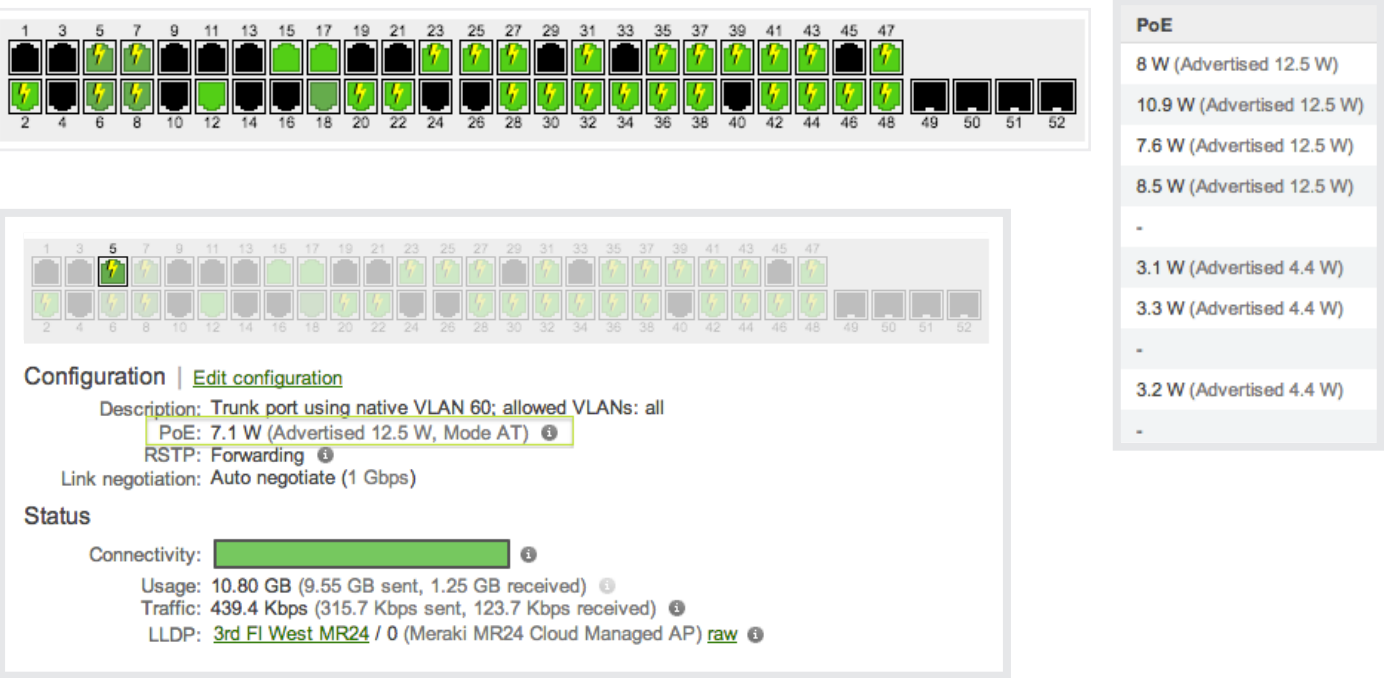 1 3 5 7 9 11 13 15 17 19 21 23 25 27 29 31 33 35 37 39 41 43 45 47
2 4 6 8 10 12 14 16 18 20 22 24 26 28 30 32 34 36 38 40 42 44 46 48 49 50 51 52
PoE
8 W (Advertised 12.5 W)
10.9 W (Advertised 12.5 W)
7.6 W (Advertised 12.5 W)
8.5 W (Advertised 12.5 W)
-
3.1 W (Advertised 4.4 W)
3.3 W (Advertised 4.4 W)
-
3.2 W (Advertised 4.4 W)
-
1 3 5 7 9 11 13 15 17 19 21 23 25 27 29 31 33 35 37 39 41 43 45 47
2 4 6 8 10 12 14 16 18 20 22 24 26 28 30 32 34 36 38 40 42 44 46 48 49 50 51 52
Configuration | Edit configuration
Description: Trunk port using native VLAN 60; allowed VLANs: all
PoE: 7.1 W (Advertised 12.5 W, Mode AT) i
RSTP: Forwarding i
Link negotiation: Auto negotiate (1 Gbps)
Status
Connectivity: i
Usage: 10.80 GB (9.55 GB sent, 1.25 GB received) i
Traffic: 439.4 Kbps (315.7 Kbps sent, 123.7 Kbps received) i
LLDP: 3rd Fl West MR24 / 0 (Meraki MR24 Cloud Managed AP) raw i